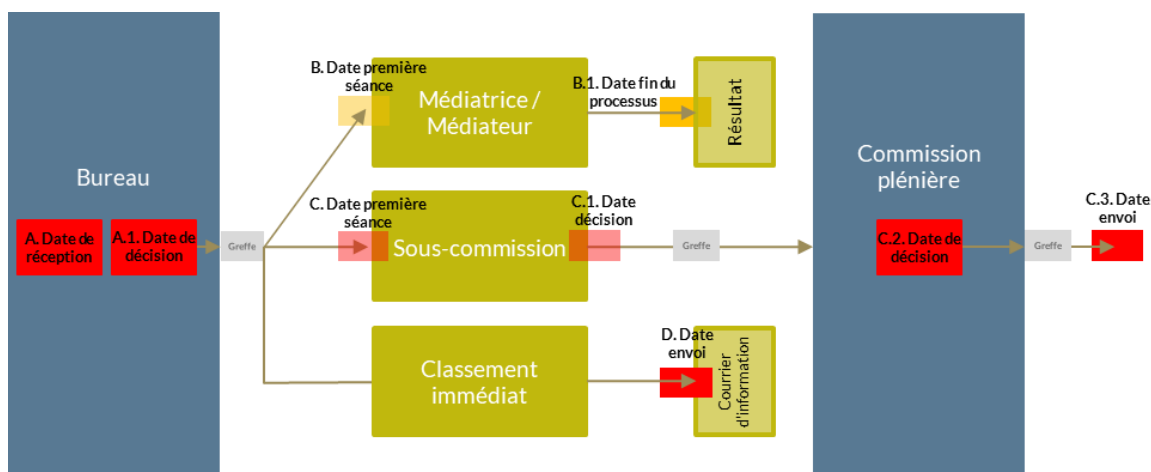 Bureau
A. Date de
réception
A.1. Date de
décision
Greffe
B. Date première
séance
Médiatrice /
Médiateur
B.1. Date fin du
processus
Résultat
C. Date première
séance
Sous-commission
C.1. Date
décision
Greffe
Classement
immédiat
D. Date
envoi
Courrier
d'information
Commission
plénière
C.2. Date de
décision
Greffe
C.3. Date
envoi